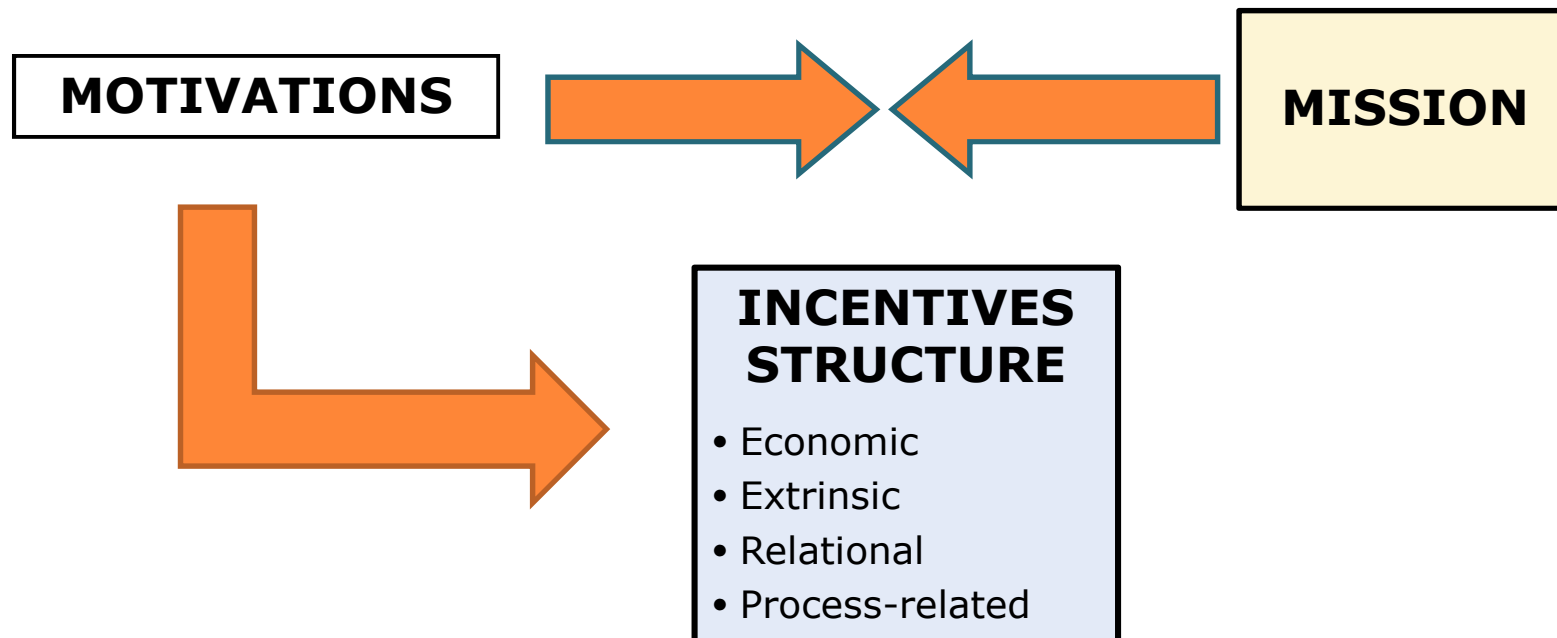 MOTIVATIONS
MISSION
INCENTIVES
STRUCTURE
• Economic
• Extrinsic
• Relational
• Process-related